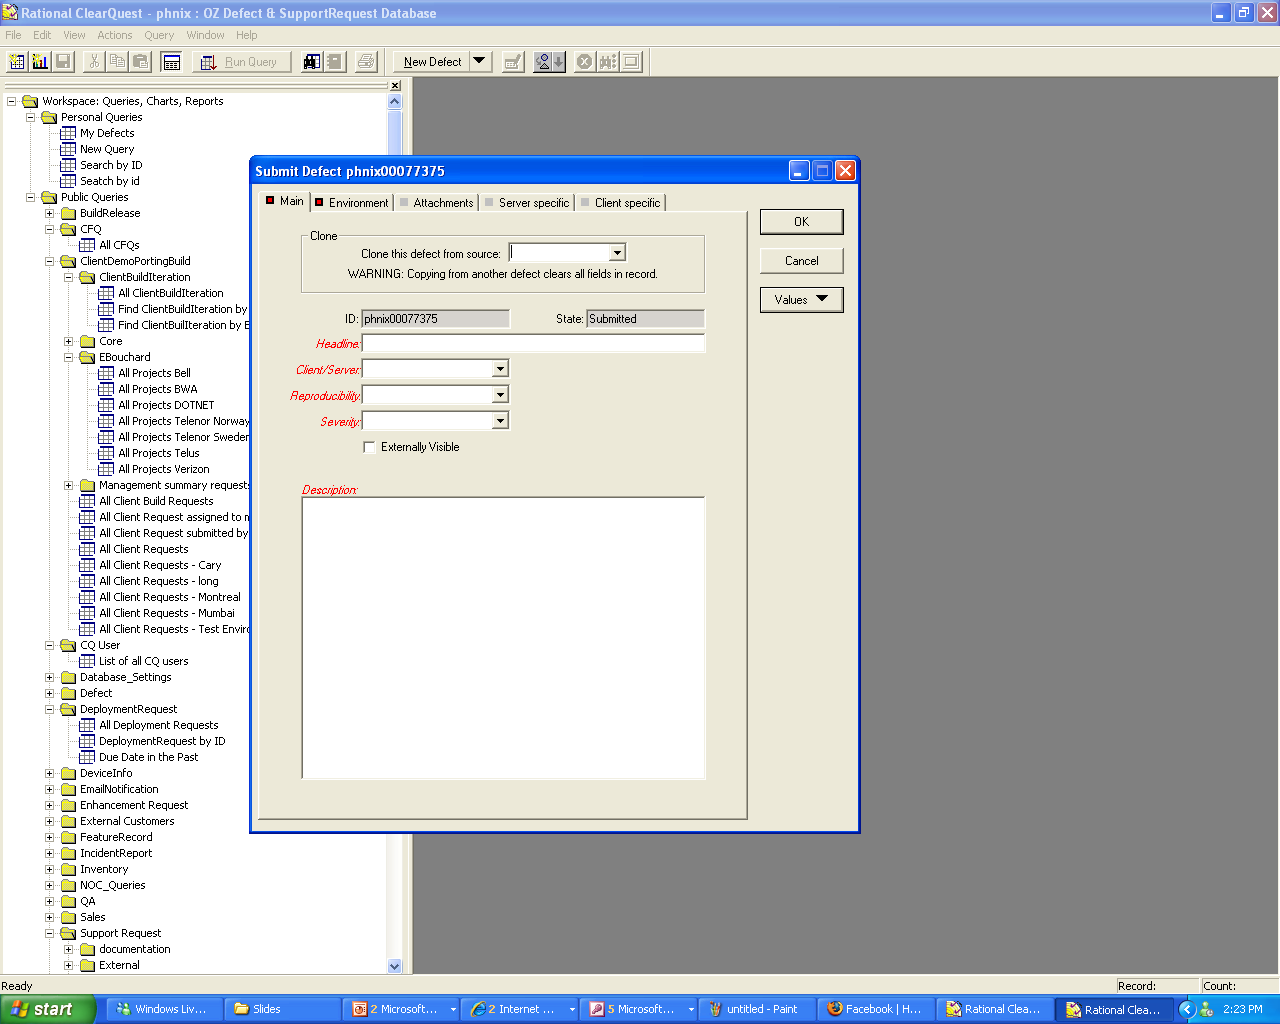 Rational ClearQuest - phnix : OZ Defect & SupportRequest Database
File Edit View Actions Query Window Help
Run Query New Defect
Workspace: Queries, Charts, Reports
Personal Queries
My Defects
New Query
Search by ID
Seatch by id
Public Queries
BuildRelease
CFQ
All CFQs
ClientDemoPortingBuild
ClientBuildIteration
All ClientBuildIteration
Find ClientBuildIteration by
Find ClientBuilIteration by E
Core
EBouchard
All Projects Bell
All Projects BWA
All Projects DOTNET
All Projects Telenor Norway
All Projects Telenor Sweden
All Projects Telus
All Projects Verizon
Management summary requests
All Client Build Requests
All Client Request assigned to m
All Client Request submitted by
All Client Requests
All Client Requests - Cary
All Client Requests - long
All Client Requests - Montreal
All Client Requests - Mumbai
All Client Requests - Test Enviro
CQ User
List of all CQ users
Database_Settings
Defect
DeploymentRequest
All Deployment Requests
DeploymentRequest by ID
Due Date in the Past
DeviceInfo
EmailNotification
Enhancement Request
External Customers
FeatureRecord
IncidentReport
Inventory
NOC_Queries
QA
Sales
Support Request
documentation
External
Submit Defect phnix00077375
Main Environment Attachments Server specific Client specific
Clone
Clone this defect from source:
WARNING: Copying from another defect clears all fields in record.
ID: phnix00077375 State: Submitted
Headline:
Client/Server:
Reproducibility:
Severity:
Externally Visible
Description:
OK
Cancel
Values
Ready Record: Count:
start Windows Liv... Slides 2 Microsoft... 2 Internet ... 5 Microsoft... untitled - Paint Facebook | H... Rational Clea... Rational Clea... 2:23 PM